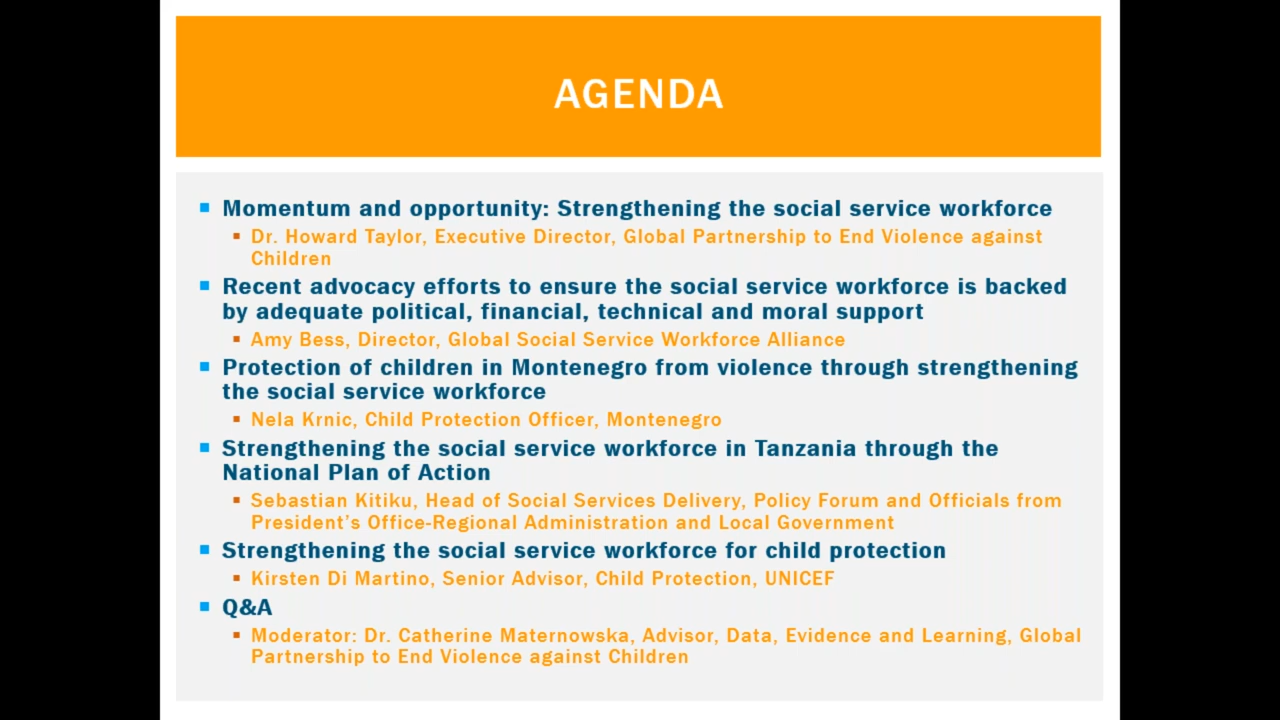 AGENDA
Momentum and opportunity: Strengthening the social service workforce
Dr. Howard Taylor, Executive Director, Global Partnership to End Violence against
Children
Recent advocacy efforts to ensure the social service workforce is backed
by adequate political, financial, technical and moral support
Amy Bess, Director, Global Social Service Workforce Alliance
Protection of children in Montenegro from violence through strengthening
the social service workforce
Nela Krnic, Child Protection Officer, Montenegro
Strengthening the social service workforce in Tanzania through the
National Plan of Action
Sebastian Kitiku, Head of Social Services Delivery, Policy Forum and Officials from
President's Office-Regional Administration and Local Government
Strengthening the social service workforce for child protection
Kirsten Di Martino, Senior Advisor, Child Protection, UNICEF
Q&A
Moderator: Dr. Catherine Maternowska, Advisor, Data, Evidence and Learning, Global
Partnership to End Violence against Children